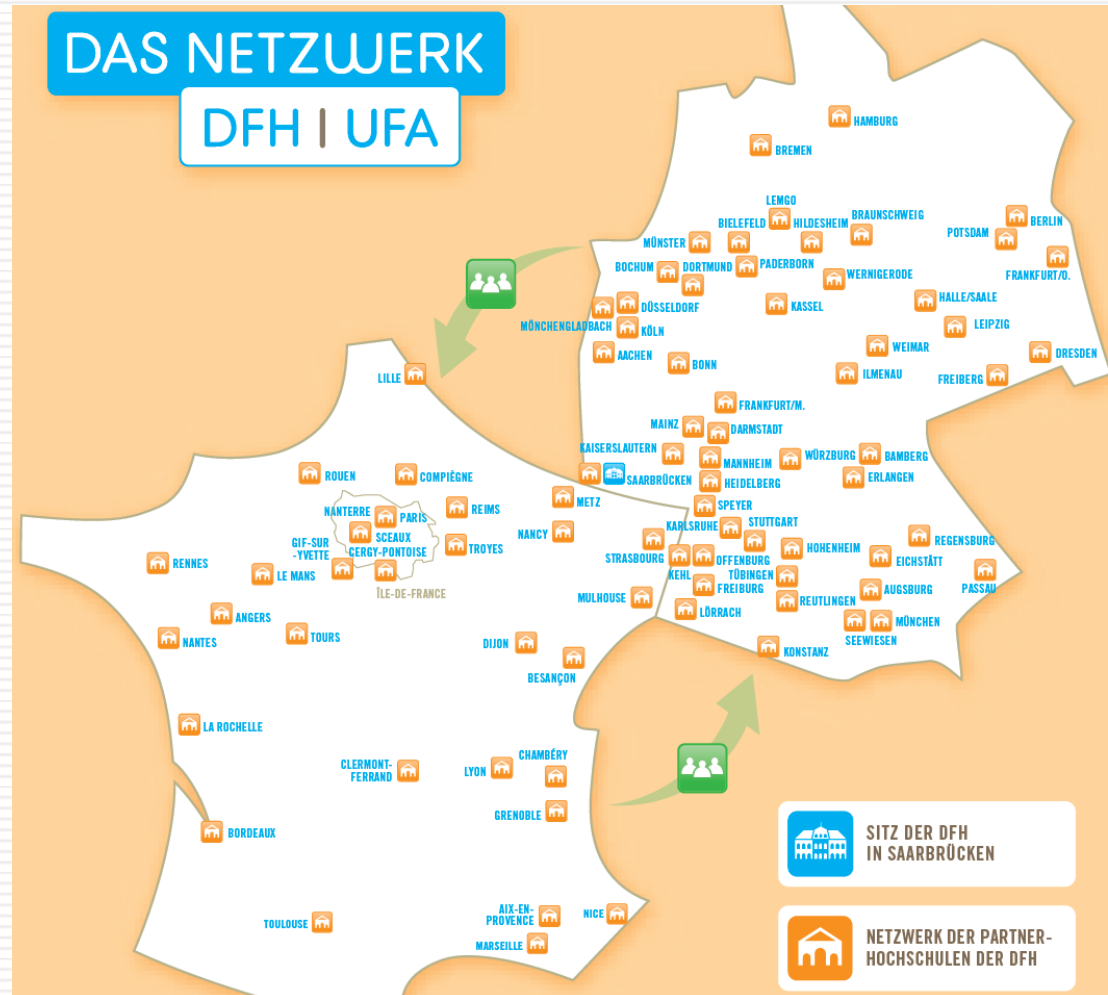 DAS NETZWERK
DFH | UFA
HAMBURG
BREMEN
LEMGO
BIELEFELD
HILDESHEIM
BRAUNSCHWEIG
BERLIN
POTSDAM
MÜNSTER
FRANKFURT/O.
BOCHUM
DORTMUND
PADERBORN
WERNIGERODE
HALLE/SAALE
DÜSSELDORF
KASSEL
MÖNCHENGLADBACH
KÖLN
LEIPZIG
AACHEN
BONN
WEIMAR
DRESDEN
ILMENAU
FREIBERG
LILLE
FRANKFURT/M.
MAINZ
DARMSTADT
KAISERSLAUTERN
MANNHEIM
WÜRZBURG
BAMBERG
SAARBRÜCKEN
HEIDELBERG
ERLANGEN
ROUEN
COMPIÈGNE
METZ
SPEYER
NANTERRE
PARIS
REIMS
KARLSRUHE
STUTTGART
SCEAUX
NANCY
GIF-SUR
-YVETTE
CERGY-PONTOISE
TROYES
STRASBOURG
OFFENBURG
HOHENHEIM
REGENSBURG
EICHSTÄTT
RENNES
LE MANS
KEHL
TÜBINGEN
PASSAU
ÎLE-DE-FRANCE
MULHOUSE
FREIBURG
REUTLINGEN
AUGSBURG
ANGERS
LÖRRACH
MÜNCHEN
NANTES
TOURS
DIJON
SEEWIESEN
KONSTANZ
BESANÇON
LA ROCHELLE
CHAMBÉRY
CLERMONT-
FERRAND
LYON
GRENOBLE
BORDEAUX
SITZ DER DFH
IN SAARBRÜCKEN
AIX-EN-
PROVENCE
NICE
TOULOUSE
MARSEILLE
NETZWERK DER PARTNER-
HOCHSCHULEN DER DFH